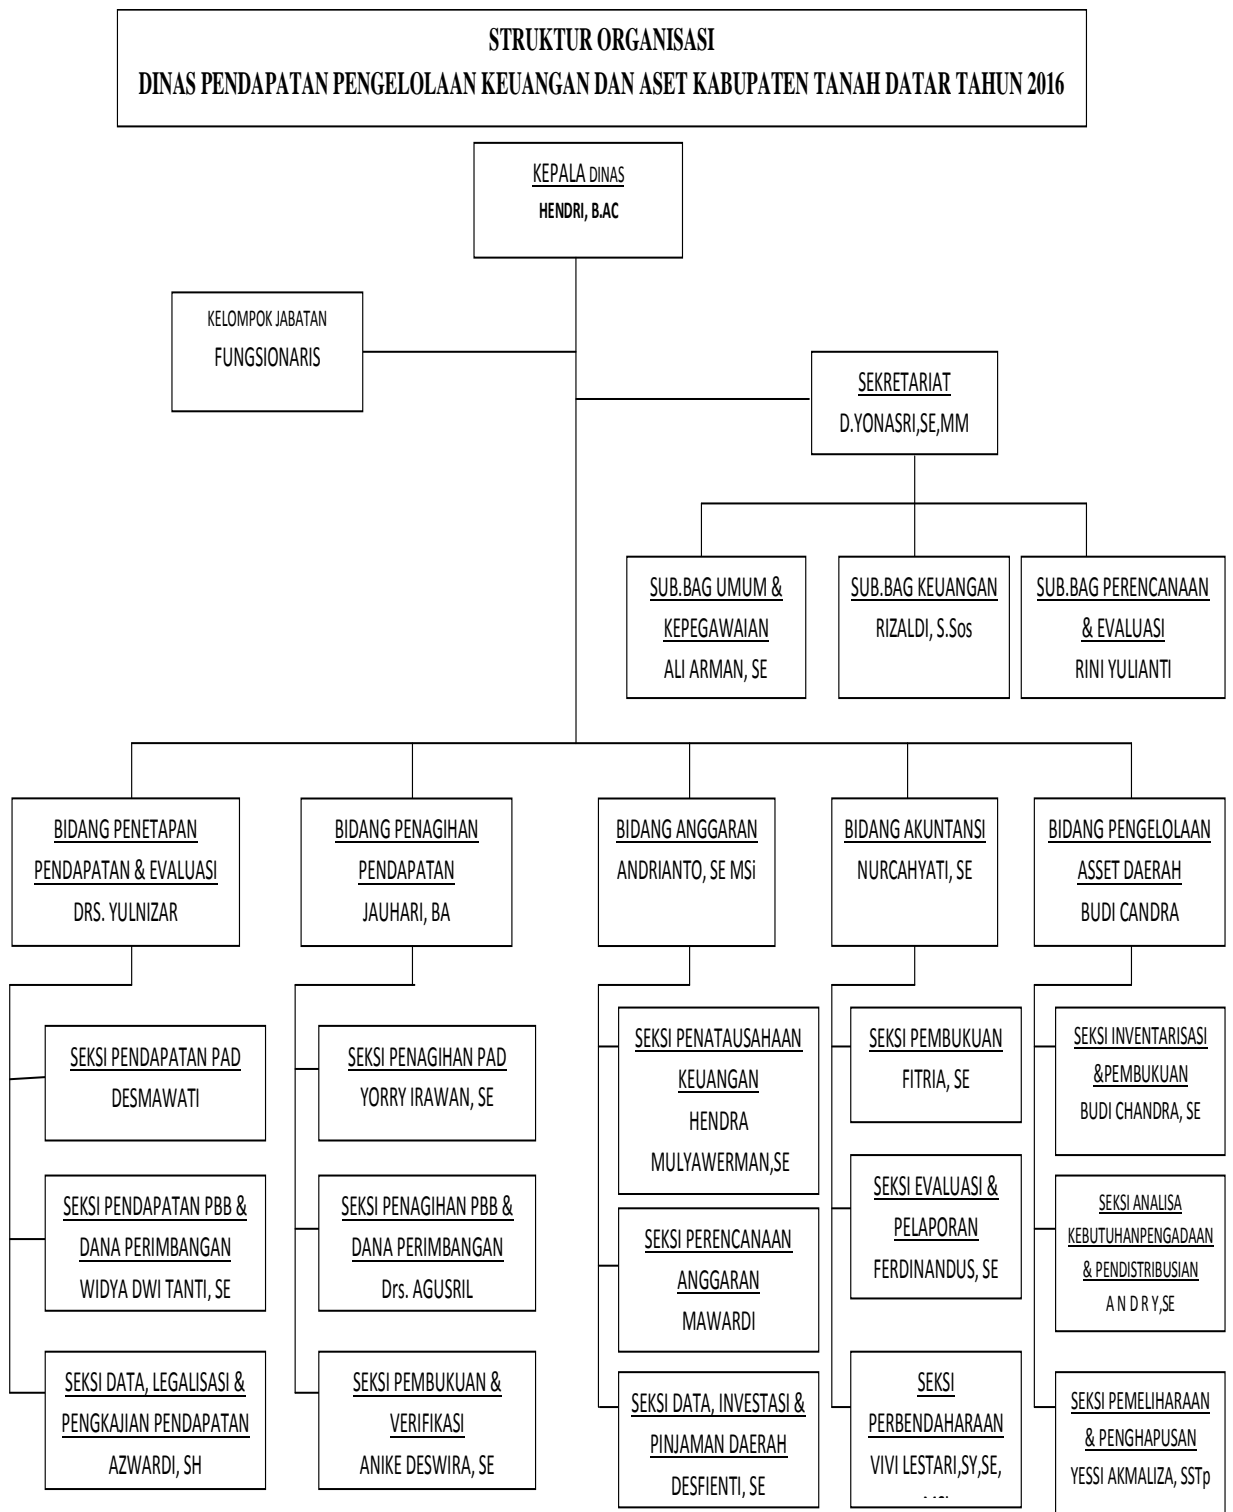 STRUKTUR ORGANISASI
DINAS PENDAPATAN PENGELOLAAN KEUANGAN DAN ASET KABUPATEN TANAH DATAR TAHUN 2016
KEPALA DINAS
HENDRI, B.AC
KELOMPOK JABATAN
FUNGSIONARIS
SEKRETARIAT
D.YONASRI,SE,MM
SUB.BAG UMUM &
KEPEGAWAIAN
ALI ARMAN, SE
SUB.BAG KEUANGAN
RIZALDI, S.Sos
SUB.BAG PERENCANAAN
& EVALUASI
RINI YULIANTI
BIDANG PENETAPAN
PENDAPATAN & EVALUASI
DRS. YULNIZAR
BIDANG PENAGIHAN
PENDAPATAN
JAUHARI, BA
BIDANG ANGGARAN
ANDRIANTO, SE MSi
BIDANG AKUNTANSI
NURCAHYATI, SE
BIDANG PENGELOLAAN
ASSET DAERAH
BUDI CANDRA
SEKSI PENDAPATAN PAD
DESMAWATI
SEKSI PENDAPATAN PBB &
DANA PERIMBANGAN
WIDYA DWI TANTI, SE
SEKSI DATA, LEGALISASI &
PENGKAJIAN PENDAPATAN
AZWARDI, SH
SEKSI PENAGIHAN PAD
YORRY IRAWAN, SE
SEKSI PENAGIHAN PBB &
DANA PERIMBANGAN
Drs. AGUSRIL
SEKSI PEMBUKUAN &
VERIFIKASI
ANIKE DESWIRA, SE
SEKSI PENATAUSAHAAN
KEUANGAN
HENDRA
MULYAWERMAN,SE
SEKSI PERENCANAAN
ANGGARAN
MAWARDI
SEKSI DATA, INVESTASI &
PINJAMAN DAERAH
DESFIENTI, SE
SEKSI PEMBUKUAN
FITRIA, SE
SEKSI EVALUASI &
PELAPORAN
FERDINANDUS, SE
SEKSI
PERBENDAHARAAN
VIVI LESTARI,SY,SE,
SEKSI INVENTARISASI
&PEMBUKUAN
BUDI CHANDRA, SE
SEKSI ANALISA
KEBUTUHANPENGADAAN
& PENDISTRIBUSIAN
A N D R Y,SE
SEKSI PEMELIHARAAN
& PENGHAPUSAN
YESSI AKMALIZA, SSTp